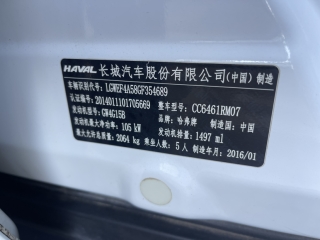 HAVAL 长城汽车股份有限公司(中国)制造
车辆识别代号: LGWEF4A58GF354689
认证编号: 2014011101705669 CC6461RM07
发动机型号: GW4G15B 品牌: 哈弗牌 制造国: 中国
发动机最大净功率: 105 kW 发动机排量: 1497 ml
最大允许总质量: 2064 kg 乘坐人数: 5 人 制造年月: 2016/01